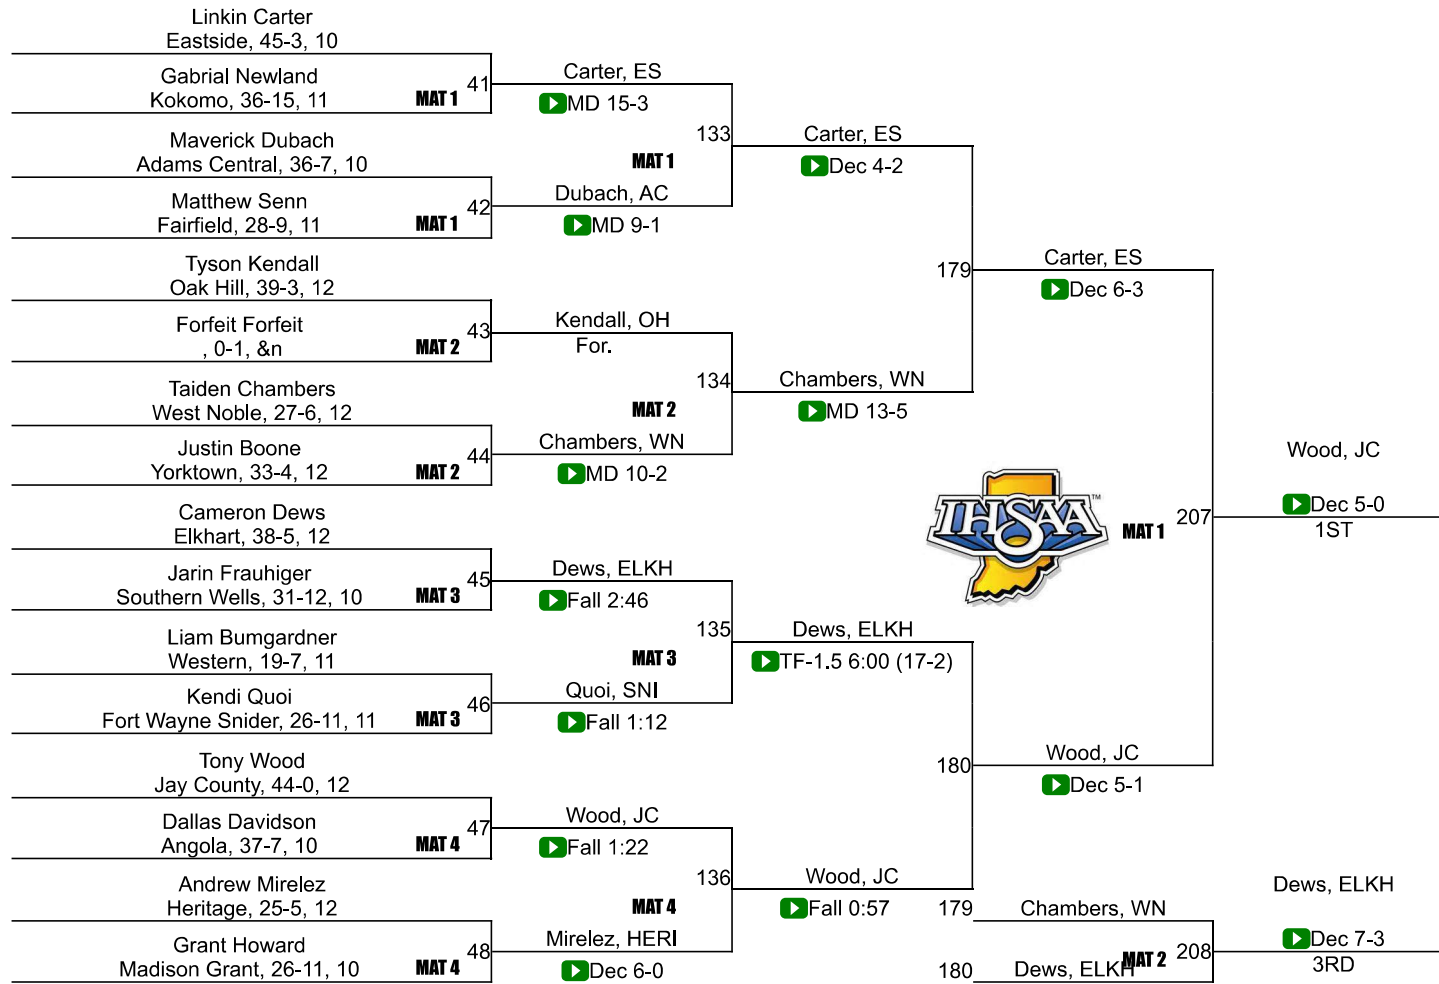 Linkin Carter
Eastside, 45-3, 10
Gabrial Newland
Kokomo, 36-15, 11
MAT 1
41
Maverick Dubach
Adams Central, 36-7, 10
Matthew Senn
Fairfield, 28-9, 11
MAT 1
42
Tyson Kendall
Oak Hill, 39-3, 12
Forfeit Forfeit
, 0-1, &n
MAT 2
43
Taiden Chambers
West Noble, 27-6, 12
Justin Boone
Yorktown, 33-4, 12
MAT 2
44
Cameron Dews
Elkhart, 38-5, 12
Jarin Frauhiger
Southern Wells, 31-12, 10
MAT 3
45
Liam Bumgardner
Western, 19-7, 11
Kendi Quoi
Fort Wayne Snider, 26-11, 11
MAT 3
46
Tony Wood
Jay County, 44-0, 12
Dallas Davidson
Angola, 37-7, 10
MAT 4
47
Andrew Mirelez
Heritage, 25-5, 12
Grant Howard
Madison Grant, 26-11, 10
MAT 4
48
Carter, ES
MD 15-3
133
MAT 1
Dubach, AC
MD 9-1
Kendall, OH
For.
134
MAT 2
Chambers, WN
MD 10-2
Dews, ELKH
Fall 2:46
135
MAT 3
Quoi, SNI
Fall 1:12
Wood, JC
Fall 1:22
136
MAT 4
Mirelez, HERI
Dec 6-0
Carter, ES
Dec 4-2
179
Chambers, WN
MD 13-5
Dews, ELKH
TF-1.5 6:00 (17-2)
180
Wood, JC
Fall 0:57
Carter, ES
Dec 6-3
IHSAA
™
MAT 1
207
Wood, JC
Dec 5-1
Wood, JC
Dec 5-0
1ST
179
Chambers, WN
MAT 2
208
180
Dews, ELKH
Dews, ELKH
Dec 7-3
3RD